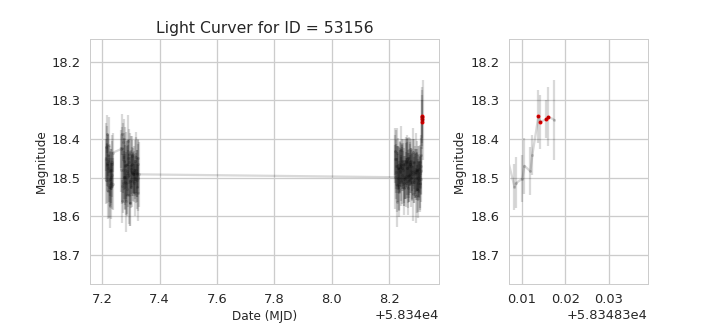 Light Curver for ID = 53156
Magnitude
18.2
18.3
18.4
18.5
18.6
18.7
7.2 7.4 7.6 7.8 8.0 8.2
Date (MJD)
+5.834e4
Magnitude
18.2
18.3
18.4
18.5
18.6
18.7
0.01 0.02 0.03
+5.83483e4